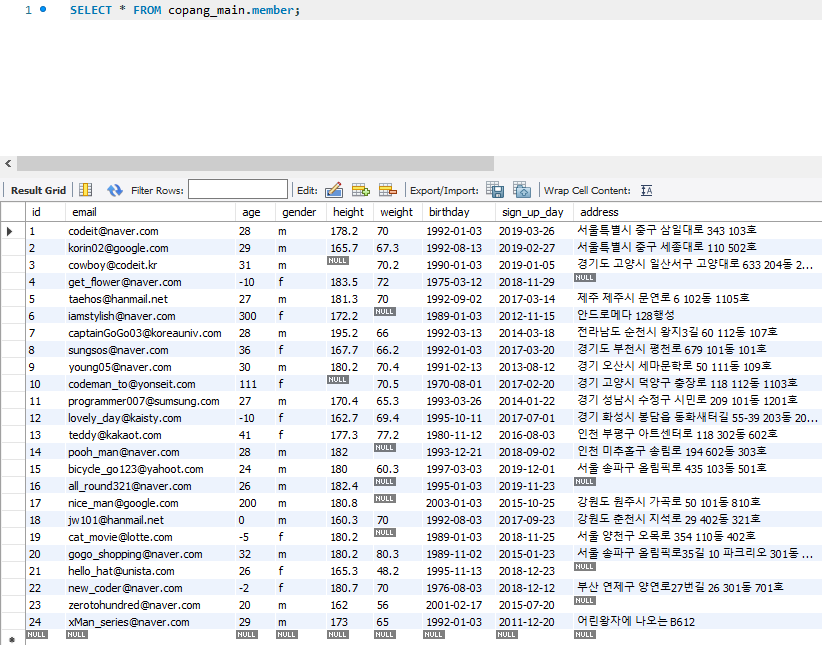 1 SELECT * FROM copang_main.member;
Result Grid Filter Rows: Edit: Export/Import: Wrap Cell Content: IA
id email age gender height weight birthday sign_up_day address
1 codeit@naver.com 28 m 178.2 70 1992-01-03 2019-03-26 서울특별시 중구 삼일대로 343 103호
2 korin02@google.com 29 m 165.7 67.3 1992-08-13 2019-02-27 서울특별시 중구 세종대로 110 502호
3 cowboy@codeit.kr 31 m NULL 70.2 1990-01-03 2019-01-05 경기도 고양시 일산서구 고양대로 633 204동 2...
4 get_flower@naver.com -10 f 183.5 72 1975-03-12 2018-11-29 NULL
5 taehos@hanmail.net 27 m 181.3 70 1992-09-02 2017-03-14 제주 제주시 문연로 6 102동 1105호
6 iamstylish@naver.com 300 f 172.2 NULL 1989-01-03 2012-11-15 안드로메다 128행성
7 captainGoGo03@koreauniv.com 28 m 195.2 66 1992-03-13 2014-03-18 전라남도 순천시 왕지3길 60 112동 107호
8 sungsos@naver.com 36 f 167.7 66.2 1992-01-03 2017-03-20 경기도 부천시 평천로 679 101동 101호
9 young05@naver.com 30 m 180.2 70.4 1991-02-13 2013-08-12 경기 오산시 세마문학로 50 111동 109호
10 codeman_to@yonseit.com 111 f NULL 70.5 1970-08-01 2017-02-20 경기 고양시 덕양구 충장로 118 112동 1103호
11 programmer007@sumsung.com 27 m 170.4 65.3 1993-03-26 2014-01-22 경기 성남시 수정구 시민로 209 101동 1201호
12 lovely_day@kaisty.com -10 f 162.7 69.4 1995-10-11 2017-07-01 경기 화성시 봉담읍 동화새터길 55-39 203동 20...
13 teddy@kakaot.com 41 f 177.3 77.2 1980-11-12 2016-08-03 인천 부평구 아트센터로 118 302동 602호
14 pooh_man@naver.com 28 m 182 NULL 1993-12-21 2018-09-02 인천 미추홀구 송림로 194 602동 303호
15 bicycle_go123@yahoot.com 24 m 180 60.3 1997-03-03 2019-12-01 서울 송파구 올림픽로 435 103동 501호
16 all_round321@naver.com 26 m 182.4 NULL 1995-01-03 2019-11-23 NULL
17 nice_man@google.com 200 m 180.8 NULL 2003-01-03 2015-10-25 강원도 원주시 가곡로 50 101동 810호
18 jw101@hanmail.net 0 m 160.3 70 1992-08-03 2017-09-23 강원도 춘천시 지석로 29 402동 321호
19 cat_movie@lotte.com -5 f 180.2 NULL 1989-01-03 2018-11-25 서울 양천구 오목로 354 110동 402호
20 gogo_shopping@naver.com 32 m 180.2 80.3 1989-11-02 2015-01-23 서울 송파구 올림픽로35길 10 파크리오 301동 ...
21 hello_hat@unista.com 26 f 165.3 48.2 1995-11-13 2018-12-23 NULL
22 new_coder@naver.com -2 f 180.7 70 1976-08-03 2018-12-12 부산 연제구 양연로27번길 26 301동 701호
23 zerotohundred@naver.com 20 m 162 56 2001-02-17 2015-07-20 NULL
24 xMan_series@naver.com 29 m 173 65 1992-01-03 2011-12-20 어린왕자에 나오는 B612
NULL NULL NULL NULL NULL NULL NULL NULL NULL